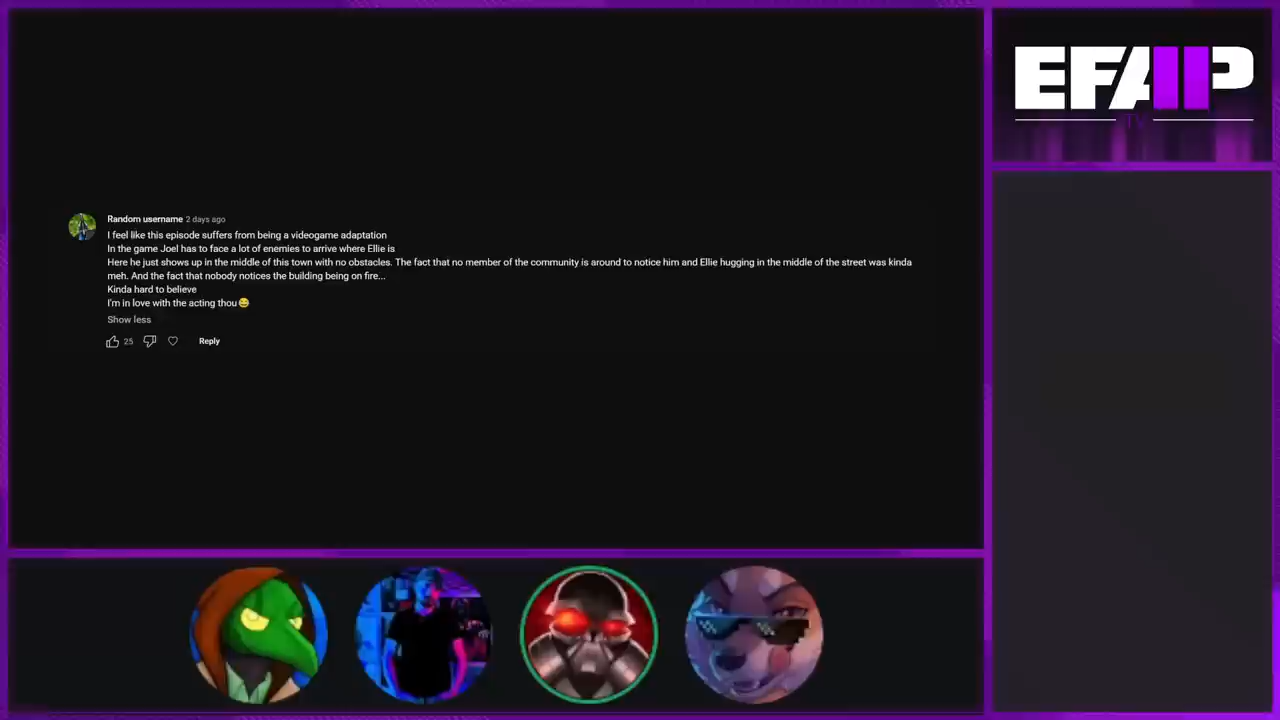 EFAP
TV
Random username 2 days ago
I feel like this episode suffers from being a videogame adaptation
In the game Joel has to face a lot of enemies to arrive where Ellie is
Here he just shows up in the middle of this town with no obstacles. The fact that no member of the community is around to notice him and Ellie hugging in the middle of the street was kinda
meh. And the fact that nobody notices the building being on fire...
Kinda hard to believe
I'm in love with the acting thou😂
Show less
25 Reply